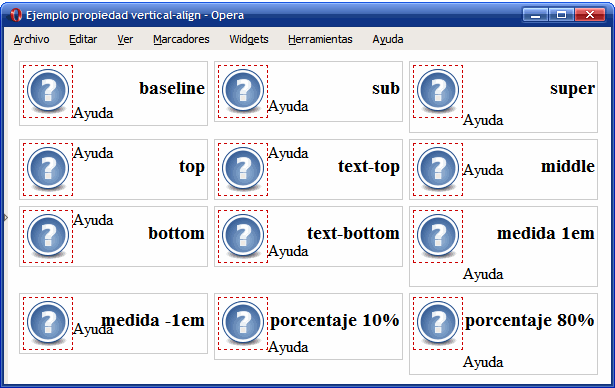 Ejemplo propiedad vertical-align - Opera
Archivo Editar Ver Marcadores Widgets Herramientas Ayuda
? baseline ? sub ? super
Ayuda Ayuda Ayuda
? Ayuda top ? Ayuda text-top ? Ayuda middle
? Ayuda bottom ? text-bottom ? medida 1em
Ayuda Ayuda
? medida -1em ? porcentaje 10% ? porcentaje 80%
Ayuda Ayuda Ayuda